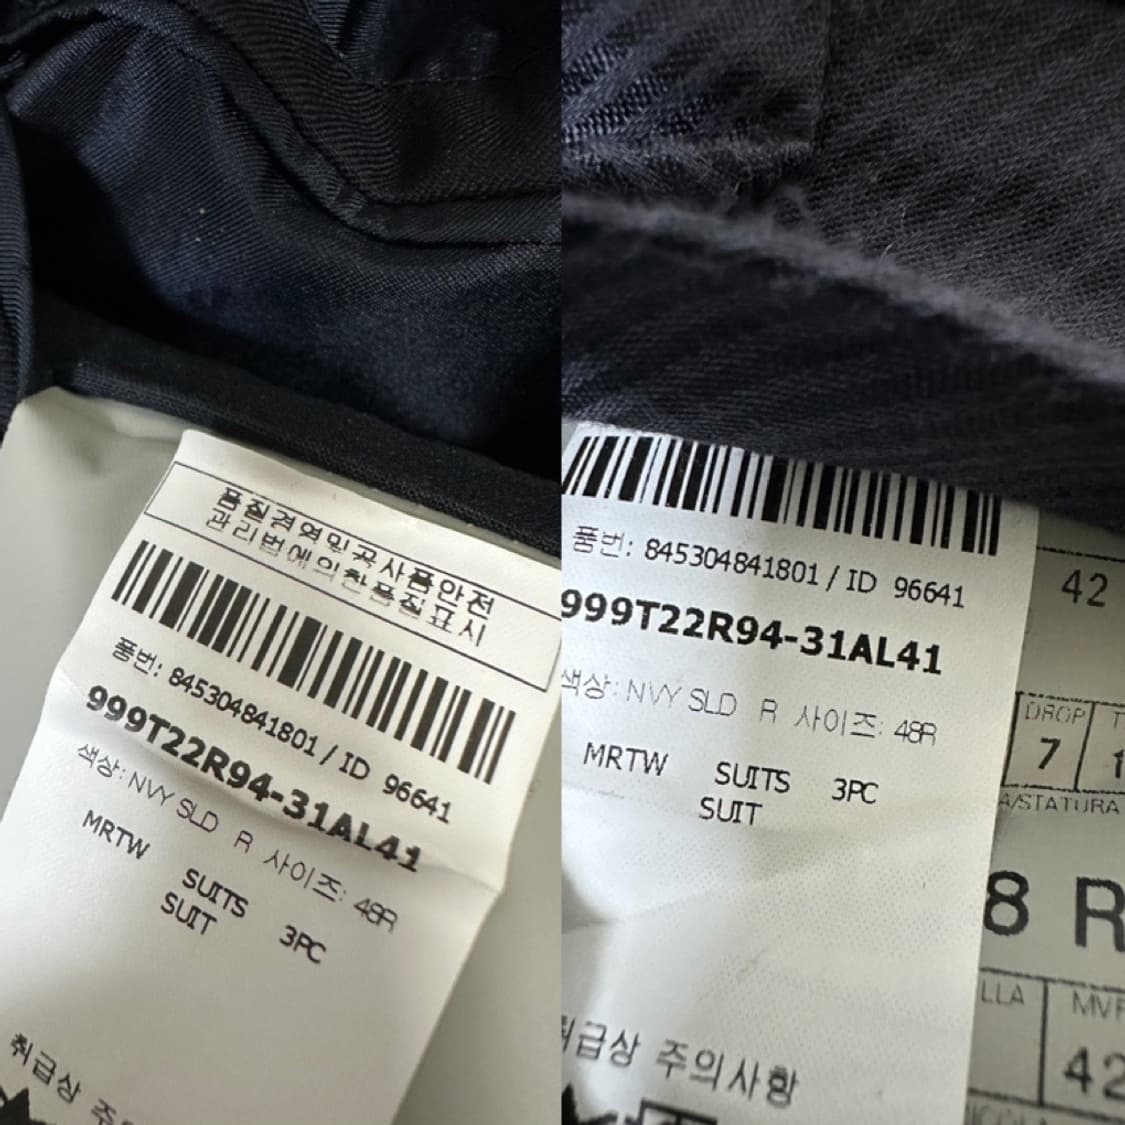 품질경영및공산품안전
관리법에의한품질표시
품번: 845304841801 / ID 96641
999T22R94-31AL41
색상: NVY SLD R 사이즈: 48R
MRTW SUITS 3PC
SUIT
취급상 주
품번: 845304841801 / ID 96641
999T22R94-31AL41
색상: NVY SLD R 사이즈: 48R
MRTW SUITS 3PC
SUIT
취급상 주의사항
42
DROP
7
A/STATURA
8 R
LLA
42